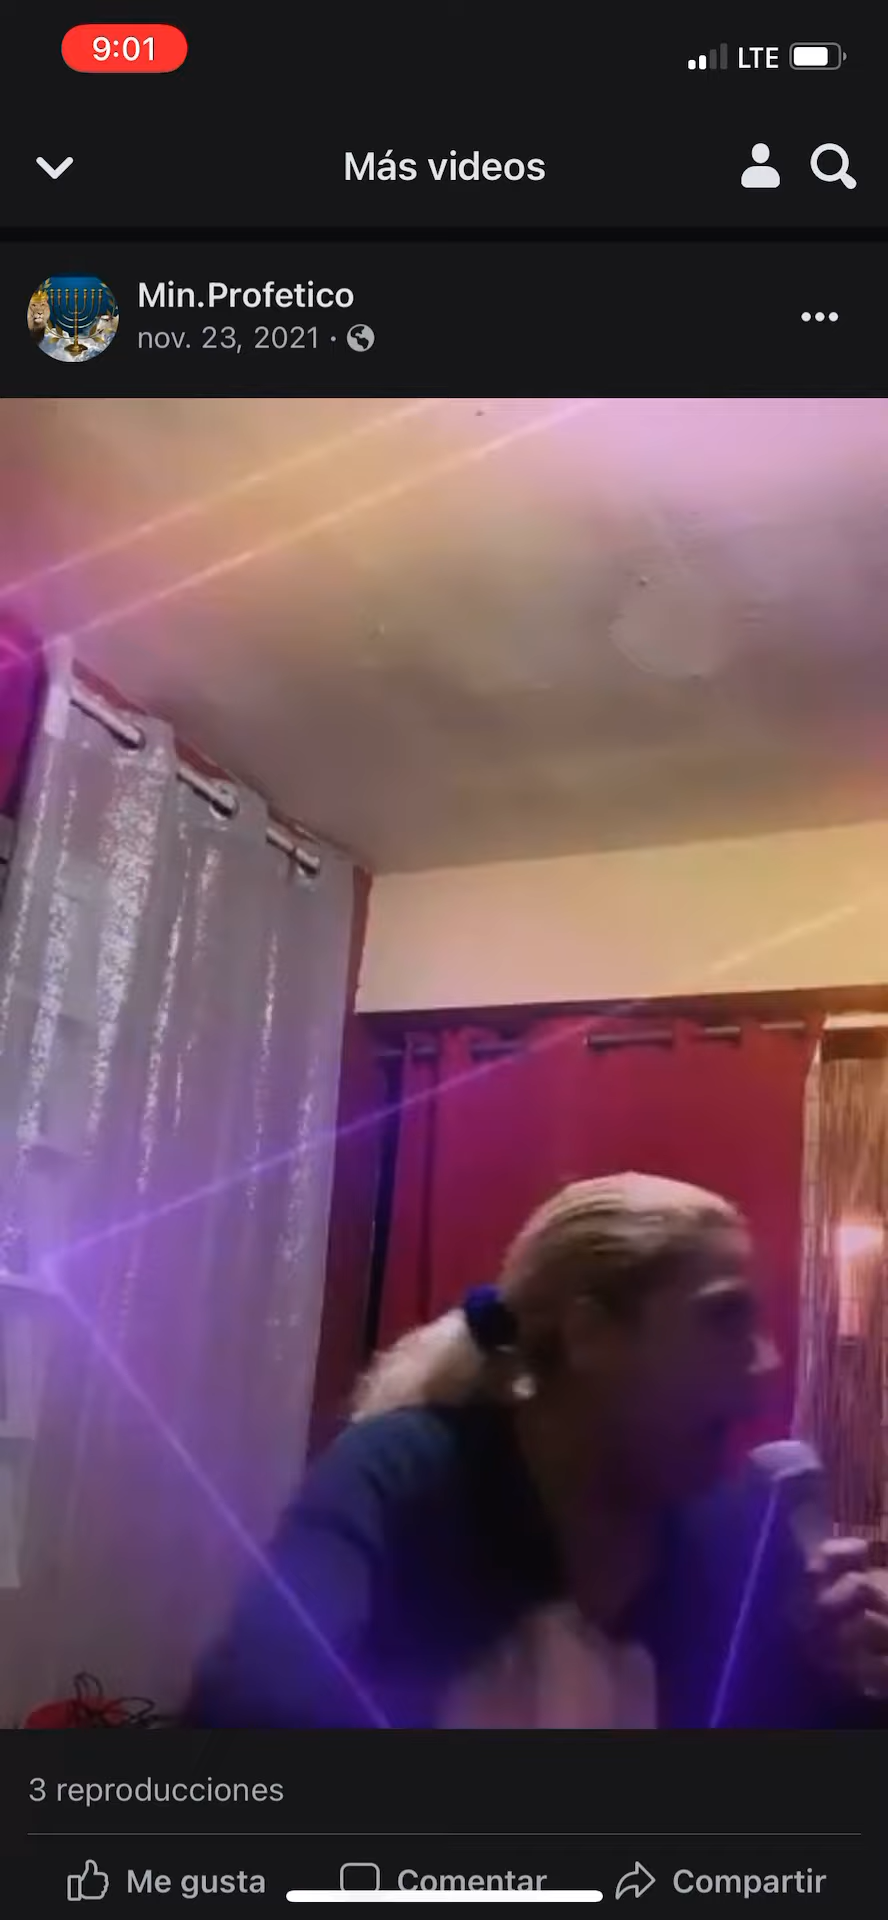 9:01
LTE
Más videos
Min.Profetico
nov. 23, 2021 ·
3 reproducciones
Me gusta
Comentar
Compartir